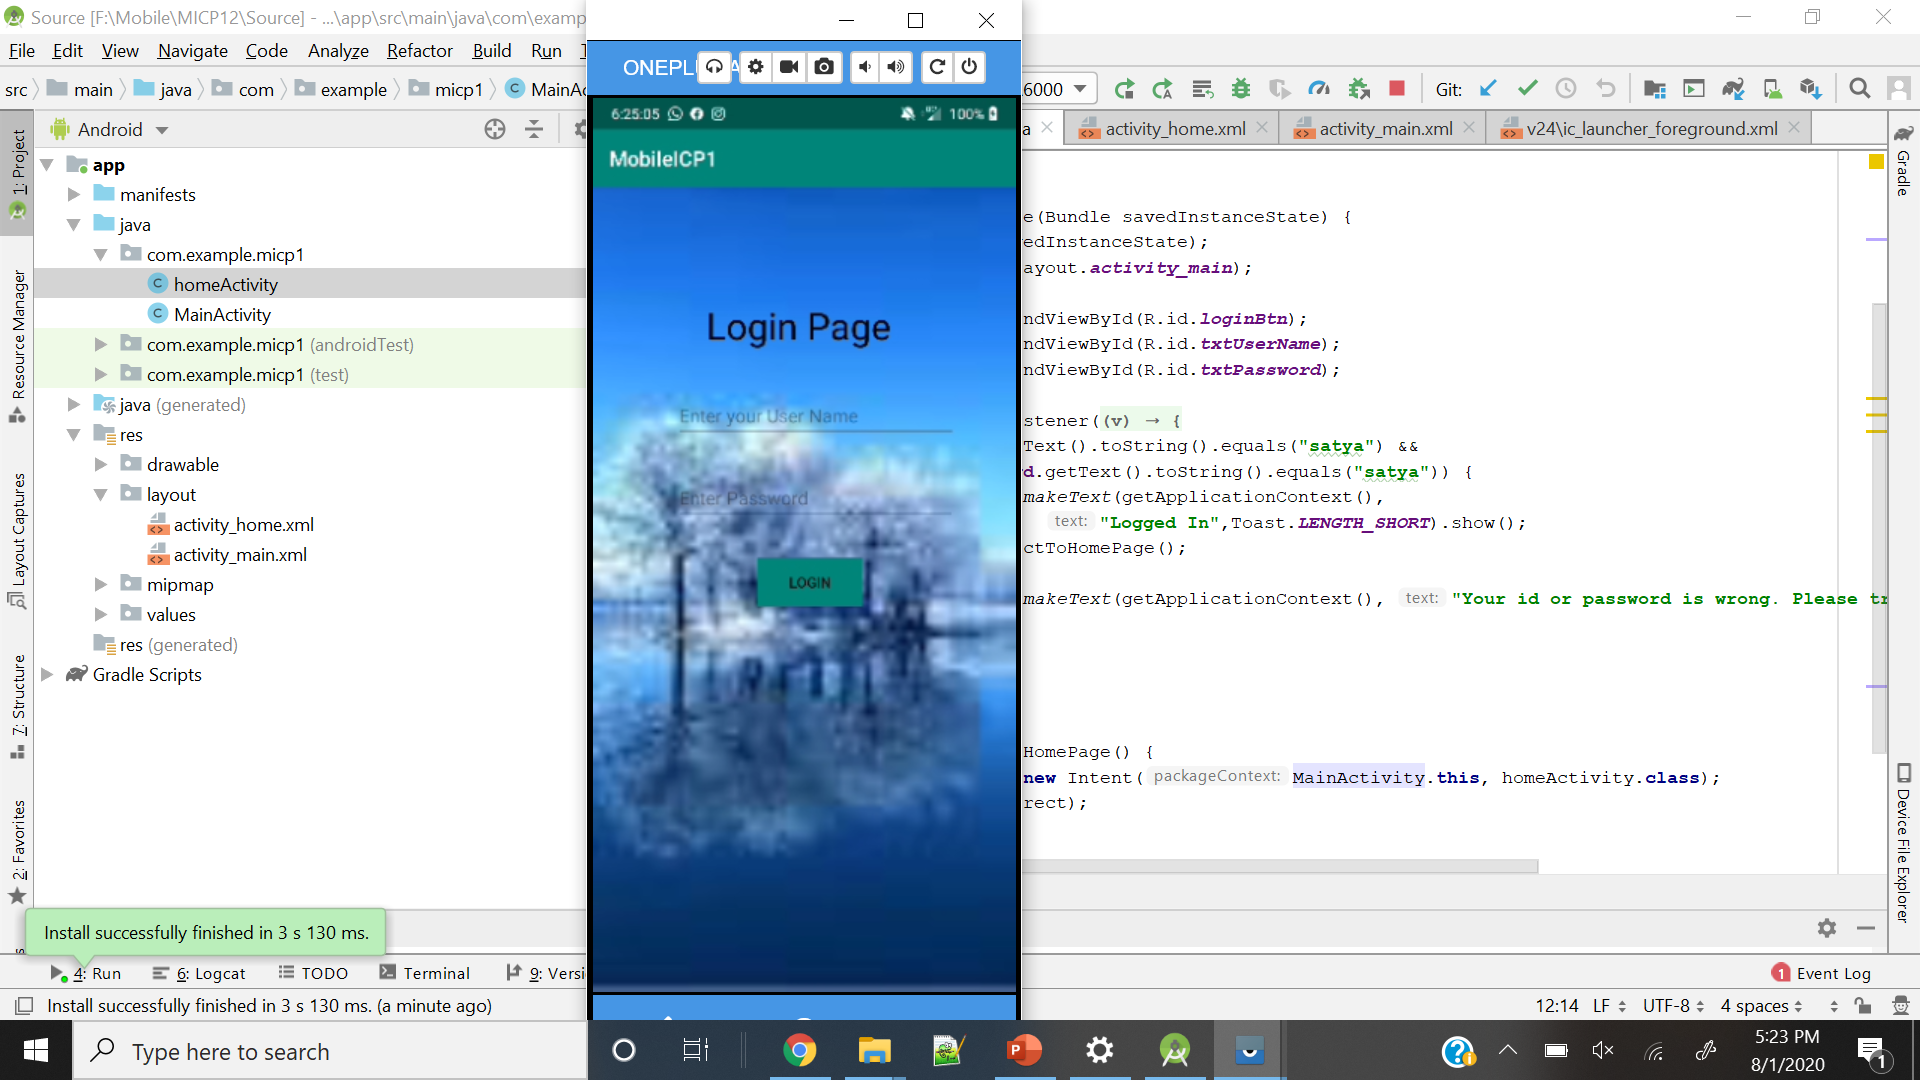 Source [F:\Mobile\MICP12\Source] - ...\app\src\main\java\com\examp
File Edit View Navigate Code Analyze Refactor Build Run
src main java com example micp1 MainAc
6000
Git:
1: Project
Resource Manager
Layout Captures
7: Structure
2: Favorites
Android
app
manifests
java
com.example.micp1
homeActivity
MainActivity
com.example.micp1 (androidTest)
com.example.micp1 (test)
java (generated)
res
drawable
layout
activity_home.xml
activity_main.xml
mipmap
values
res (generated)
Gradle Scripts
ONEPL
6:25:05 100%
MobileICP1
Login Page
Enter your User Name
Enter Password
LOGIN
a activity_home.xml activity_main.xml v24\ic_launcher_foreground.xml
e(Bundle savedInstanceState) {
edInstanceState);
ayout.activity_main);
ndViewById(R.id.loginBtn);
ndViewById(R.id.txtUserName);
ndViewById(R.id.txtPassword);
stener((v) → {
Text().toString().equals("satya") &&
d.getText().toString().equals("satya")) {
makeText(getApplicationContext(),
text: "Logged In",Toast.LENGTH_SHORT).show();
ctToHomePage();
makeText(getApplicationContext(), text: "Your id or password is wrong. Please tr
HomePage() {
new Intent( packageContext: MainActivity.this, homeActivity.class);
rect);
Gradle
Device File Explorer
Install successfully finished in 3 s 130 ms.
4: Run 6: Logcat TODO Terminal 9: Versi
1 Event Log
Install successfully finished in 3 s 130 ms. (a minute ago)
12:14 LF UTF-8 4 spaces
Type here to search
5:23 PM
8/1/2020
1